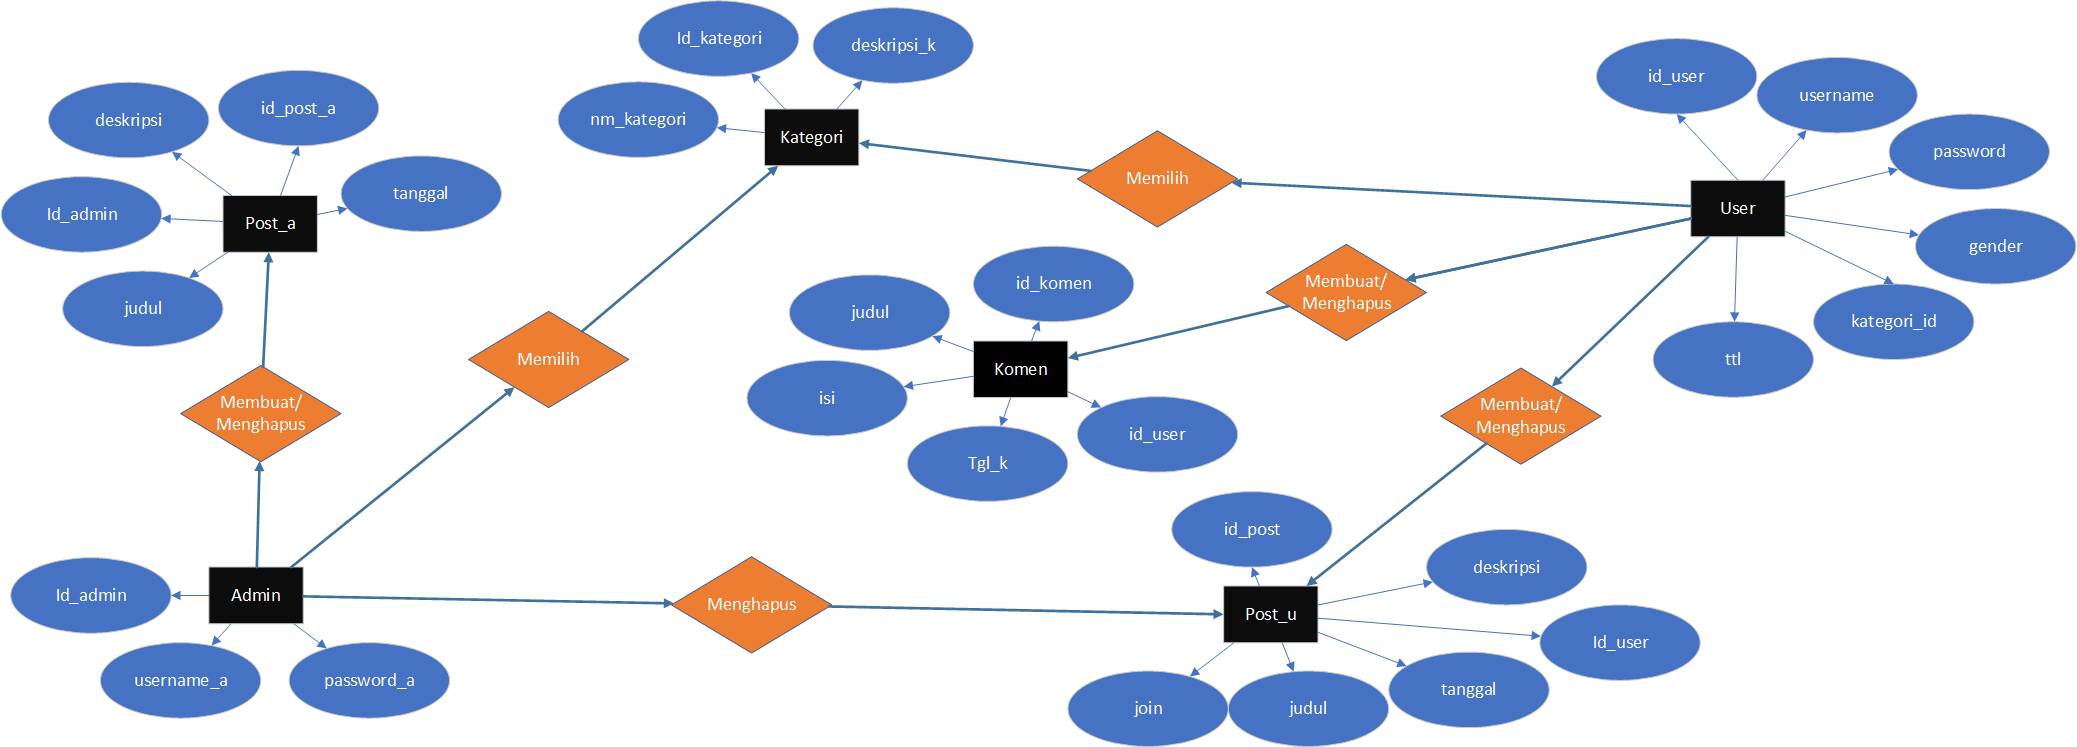 Id_kategori
deskripsi_k
nm_kategori
Kategori
id_post_a
deskripsi
tanggal
Id_admin
Post_a
judul
id_user
username
password
User
gender
kategori_id
ttl
Memilih
Membuat/
Menghapus
id_komen
judul
Komen
isi
id_user
Tgl_k
Memilih
Membuat/
Menghapus
Membuat/
Menghapus
id_post
deskripsi
Post_u
Id_user
tanggal
judul
join
Menghapus
Id_admin
Admin
username_a
password_a